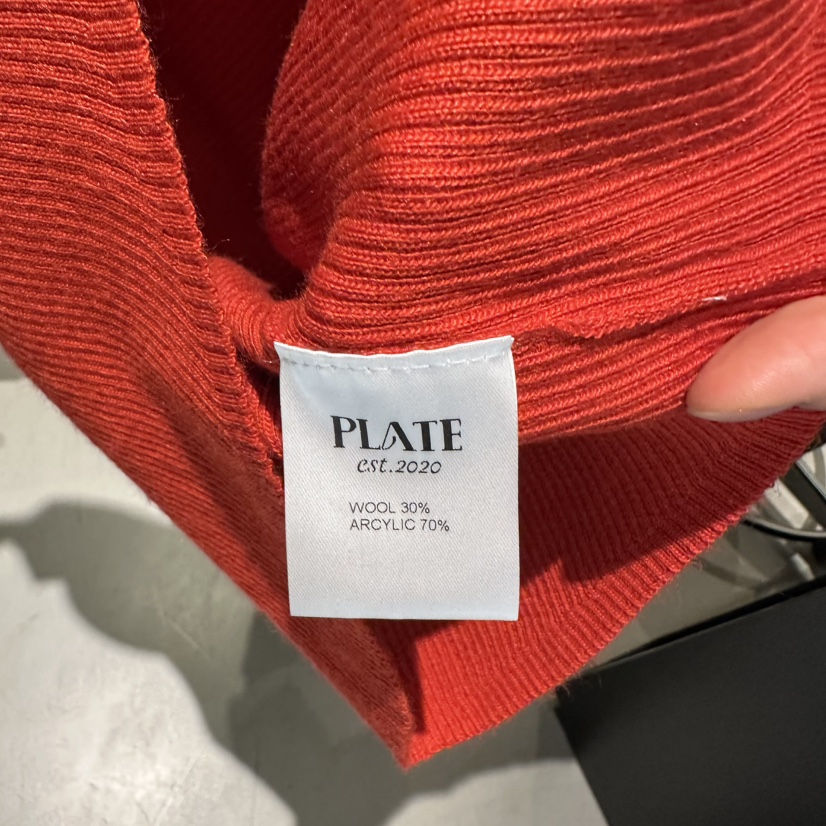 PLATE
est.2020
WOOL 30%
ARCYLIC 70%